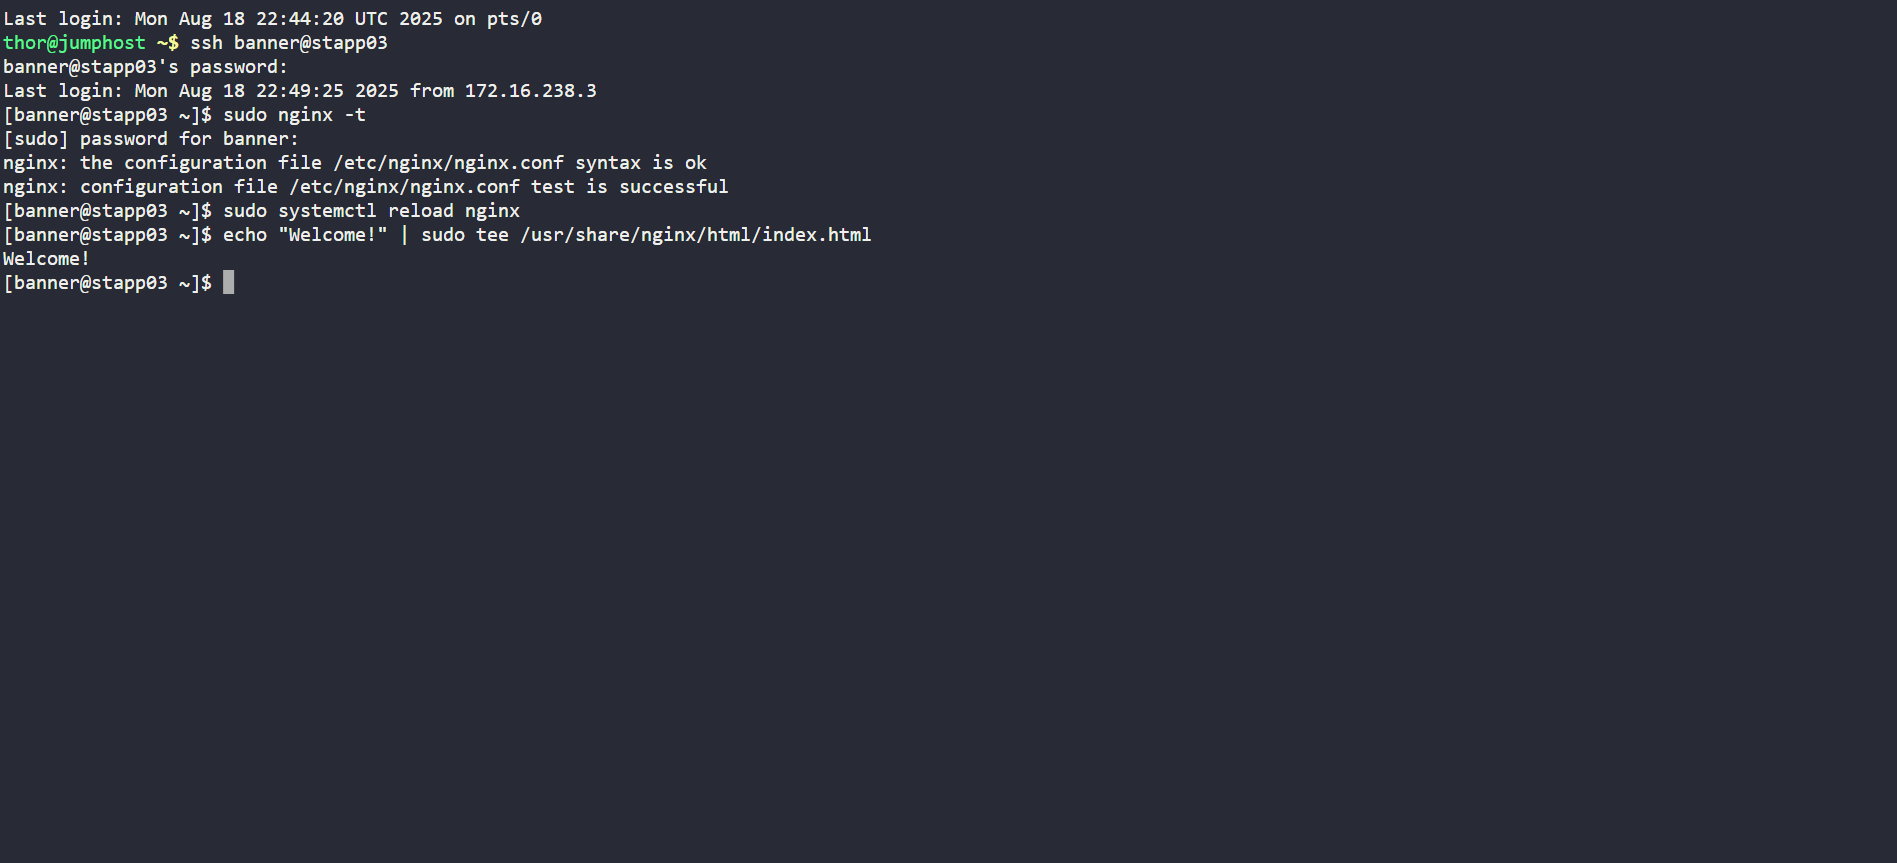 Last login: Mon Aug 18 22:44:20 UTC 2025 on pts/0
thor@jumphost ~$ ssh banner@stapp03
banner@stapp03's password:
Last login: Mon Aug 18 22:49:25 2025 from 172.16.238.3
[banner@stapp03 ~]$ sudo nginx -t
[sudo] password for banner:
nginx: the configuration file /etc/nginx/nginx.conf syntax is ok
nginx: configuration file /etc/nginx/nginx.conf test is successful
[banner@stapp03 ~]$ sudo systemctl reload nginx
[banner@stapp03 ~]$ echo "Welcome!" | sudo tee /usr/share/nginx/html/index.html
Welcome!
[banner@stapp03 ~]$